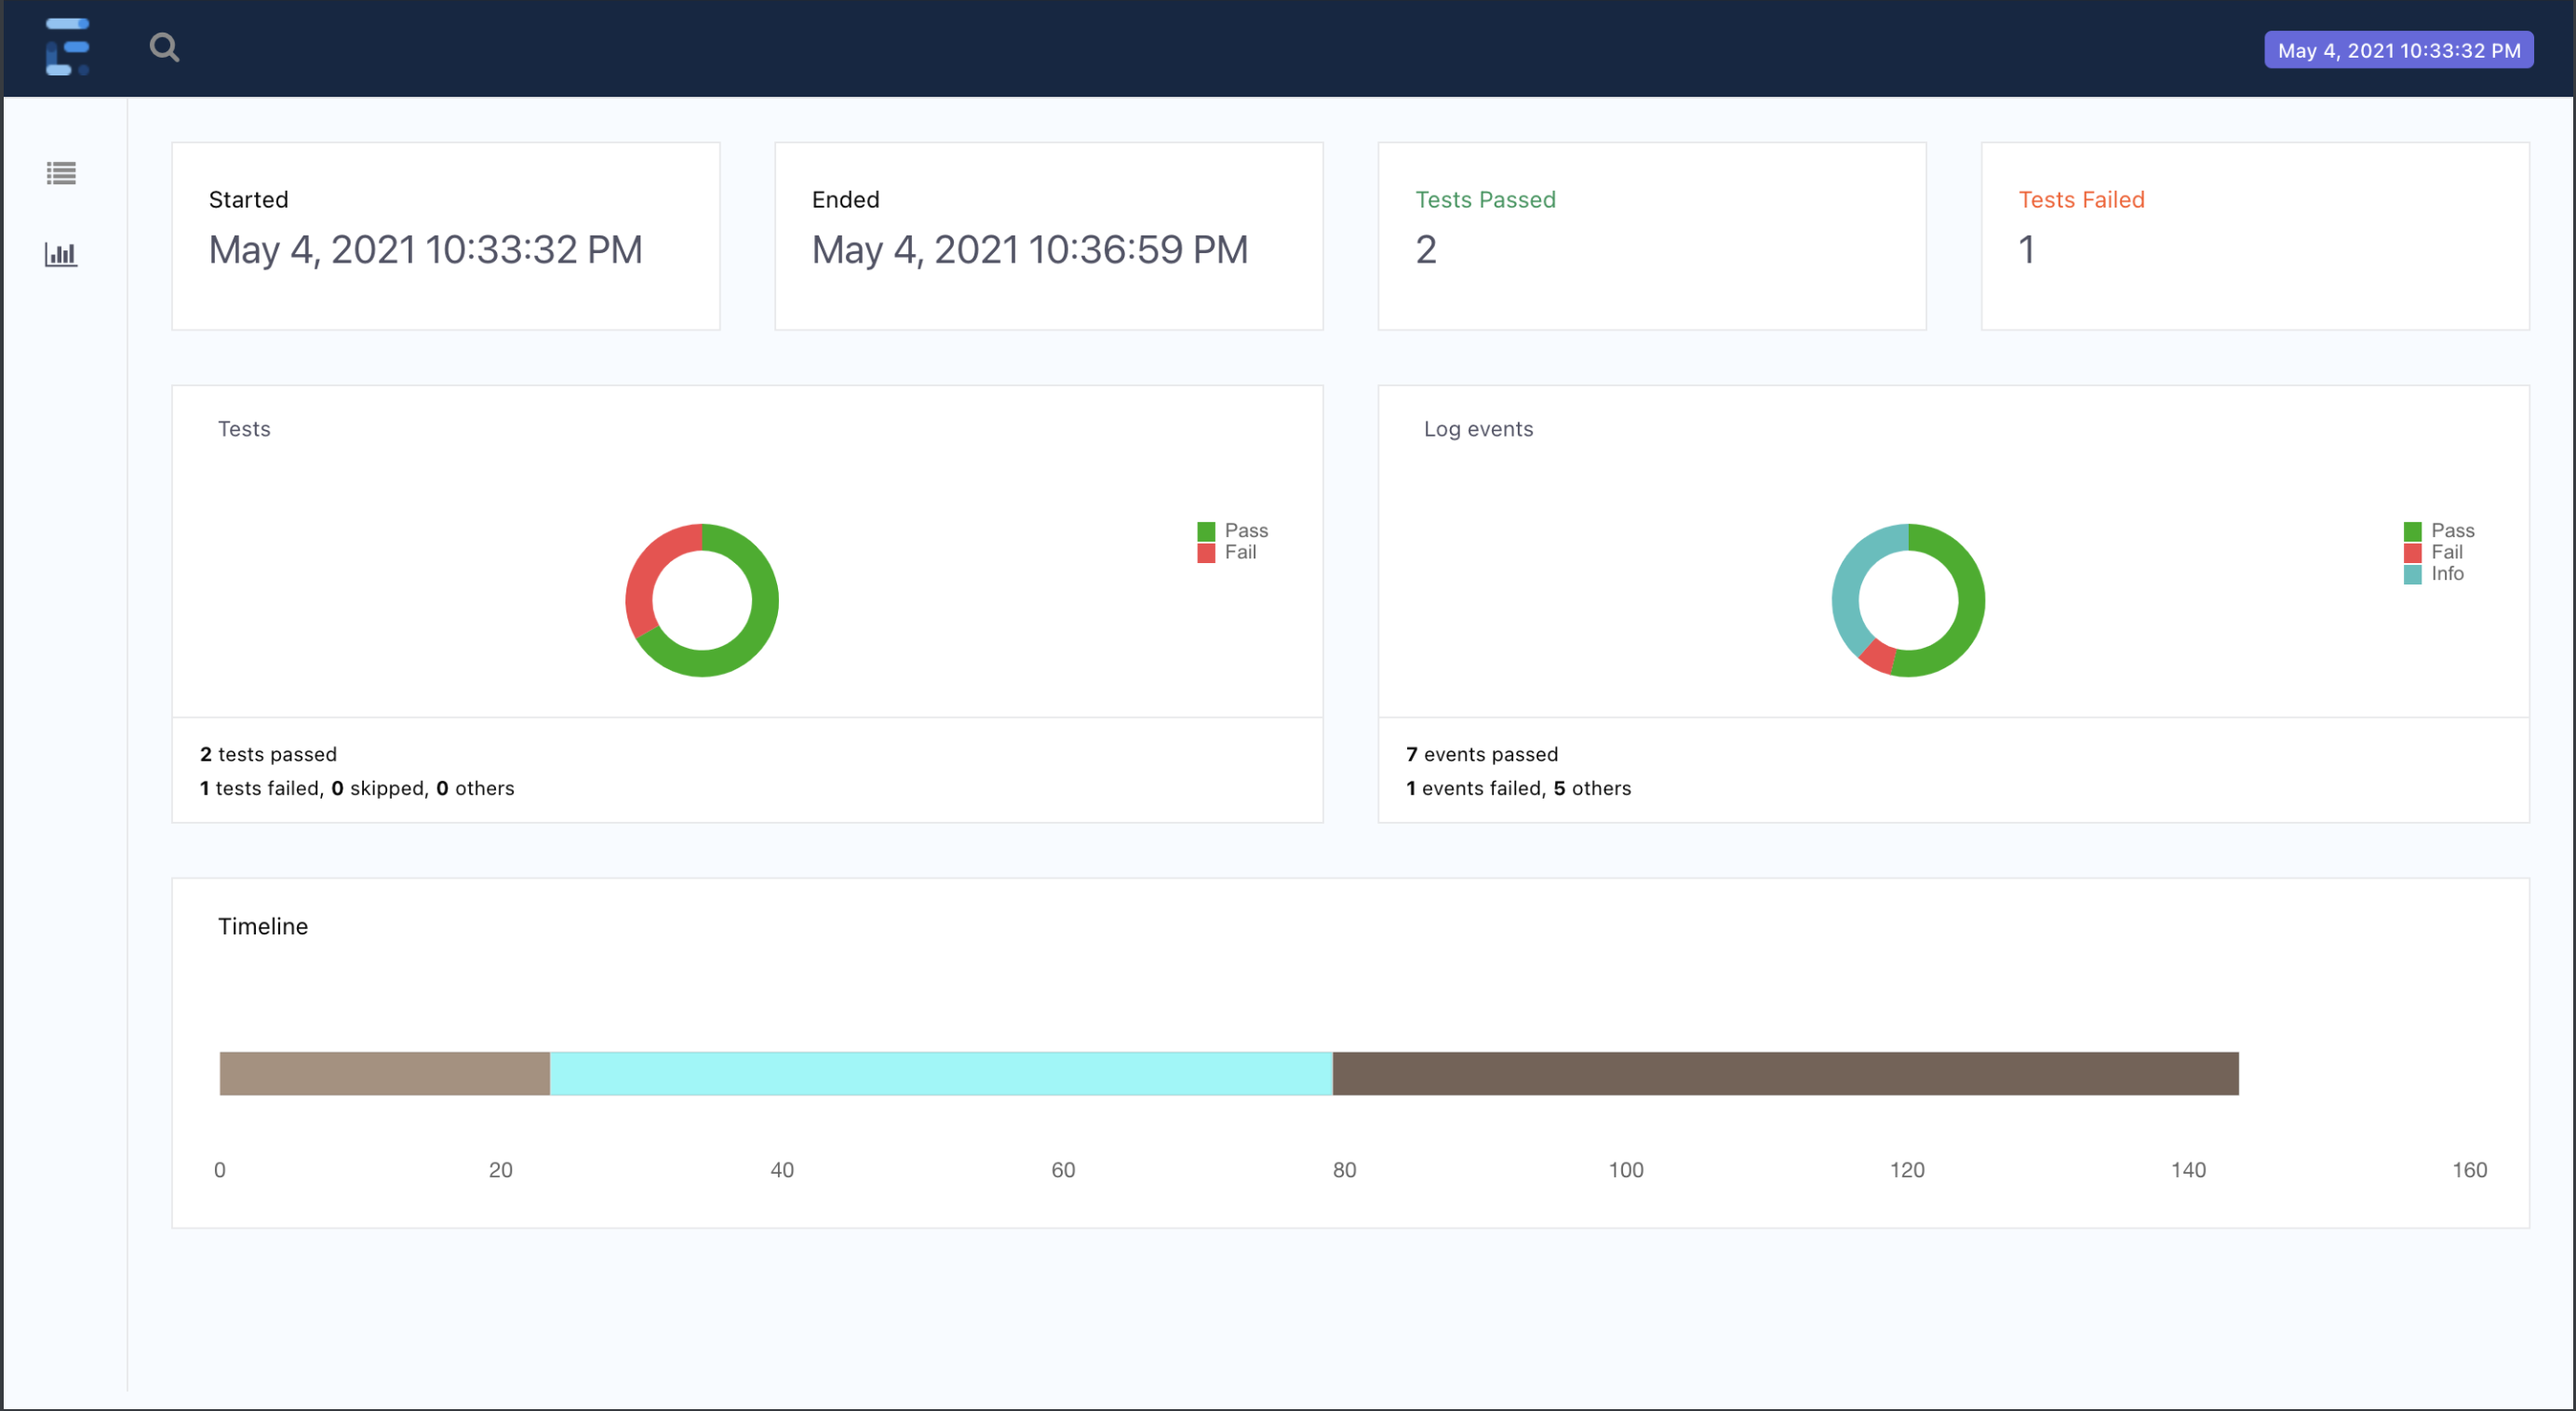 May 4, 2021 10:33:32 PM
Started
May 4, 2021 10:33:32 PM
Ended
May 4, 2021 10:36:59 PM
Tests Passed
2
Tests Failed
1
Tests
Pass
Fail
2 tests passed
1 tests failed, 0 skipped, 0 others
Log events
Pass
Fail
Info
7 events passed
1 events failed, 5 others
Timeline
0 20 40 60 80 100 120 140 160